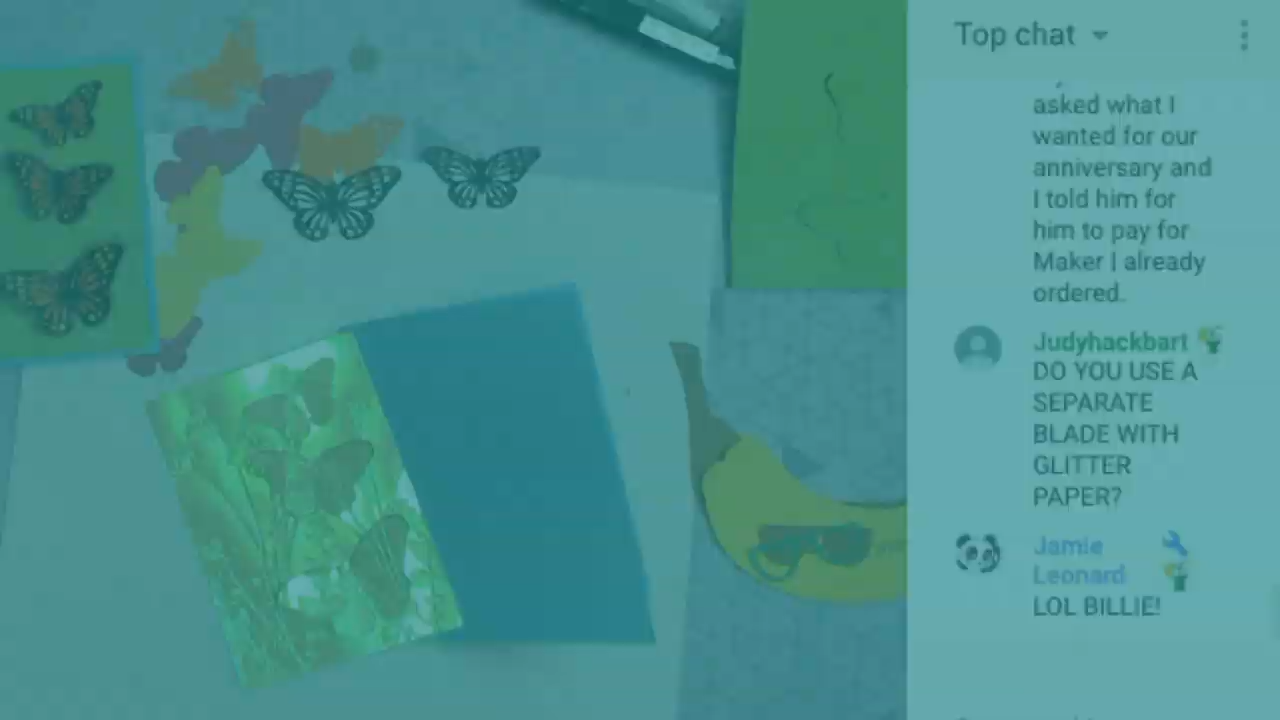 Top chat
asked what I
wanted for our
anniversary and
I told him for
him to pay for
Maker I already
ordered.
Judyhackbart
DO YOU USE A
SEPARATE
BLADE WITH
GLITTER
PAPER?
Jamie
Leonard
LOL BILLIE!